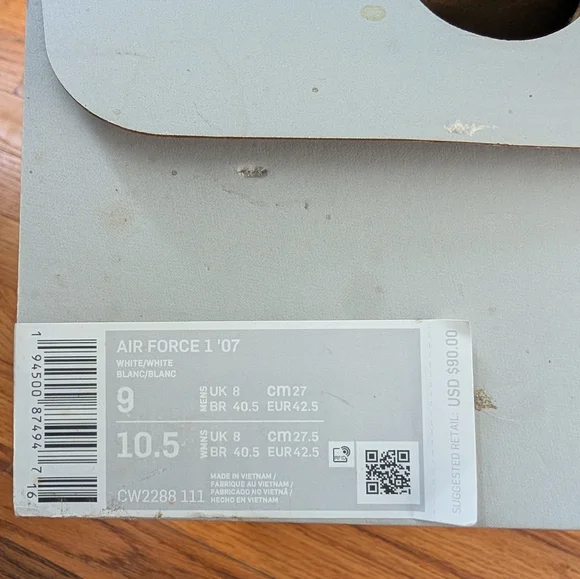 AIR FORCE 1 '07
WHITE/WHITE
BLANC/BLANC
9 MENS UK 8 cm 27
BR 40.5 EUR 42.5
10.5 WMNS UK 8 cm 27.5
BR 40.5 EUR 42.5
MADE IN VIETNAM /
FABRIQUÉ AU VIETNAM /
FABRICADO NO VIETNÃ /
HECHO EN VIETNAM
CW2288 111
1 94500 87494 7 16
SUGGESTED RETAIL: USD $90.00